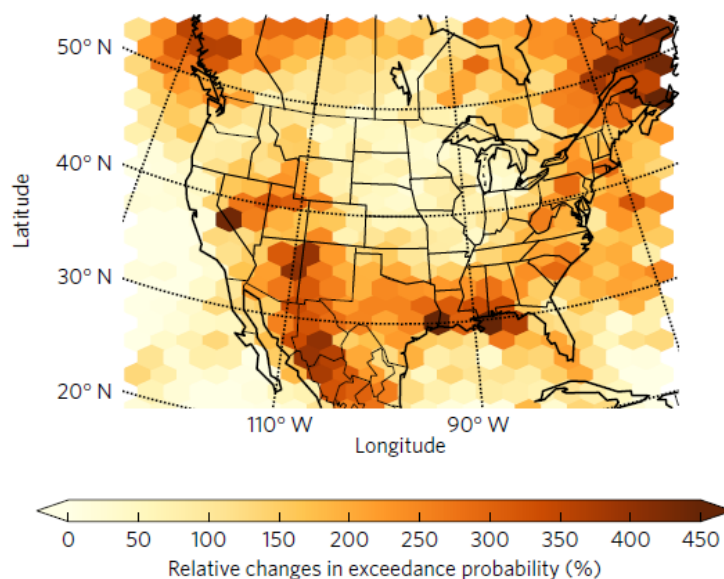 50° N
40° N
30° N
20° N
Latitude
110° W
90° W
Longitude
0
50
100
150
200
250
300
350
400
450
Relative changes in exceedance probability (%)